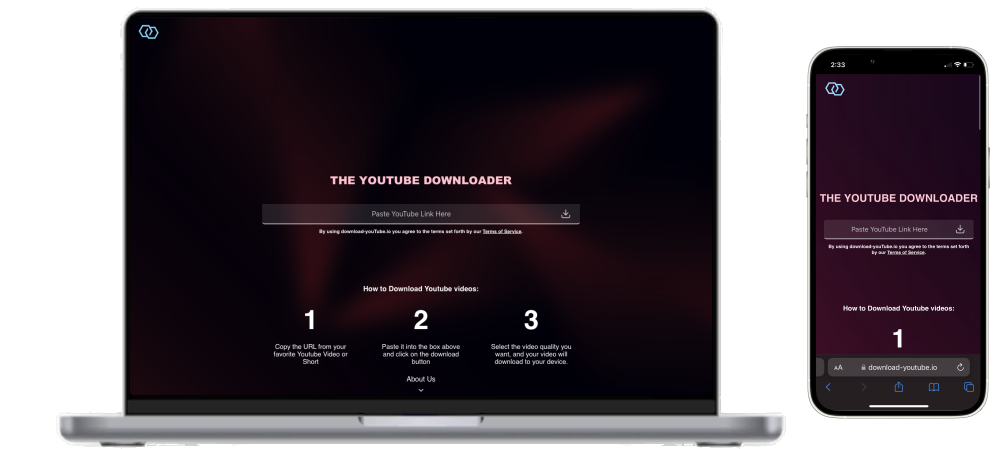 THE YOUTUBE DOWNLOADER
Paste YouTube Link Here
By using download-youTube.io you agree to the terms set forth by our Terms of Service.
How to Download Youtube videos:
1
2
3
Copy the URL from your
favorite Youtube Video or
Short
Paste it into the box above
and click on the download
button
Select the video quality you
want, and your video will
download to your device.
About Us
2:33
THE YOUTUBE DOWNLOADER
Paste YouTube Link Here
By using download-youTube.io you agree to the terms set forth
by our Terms of Service.
How to Download Youtube videos:
1
AA download-youtube.io